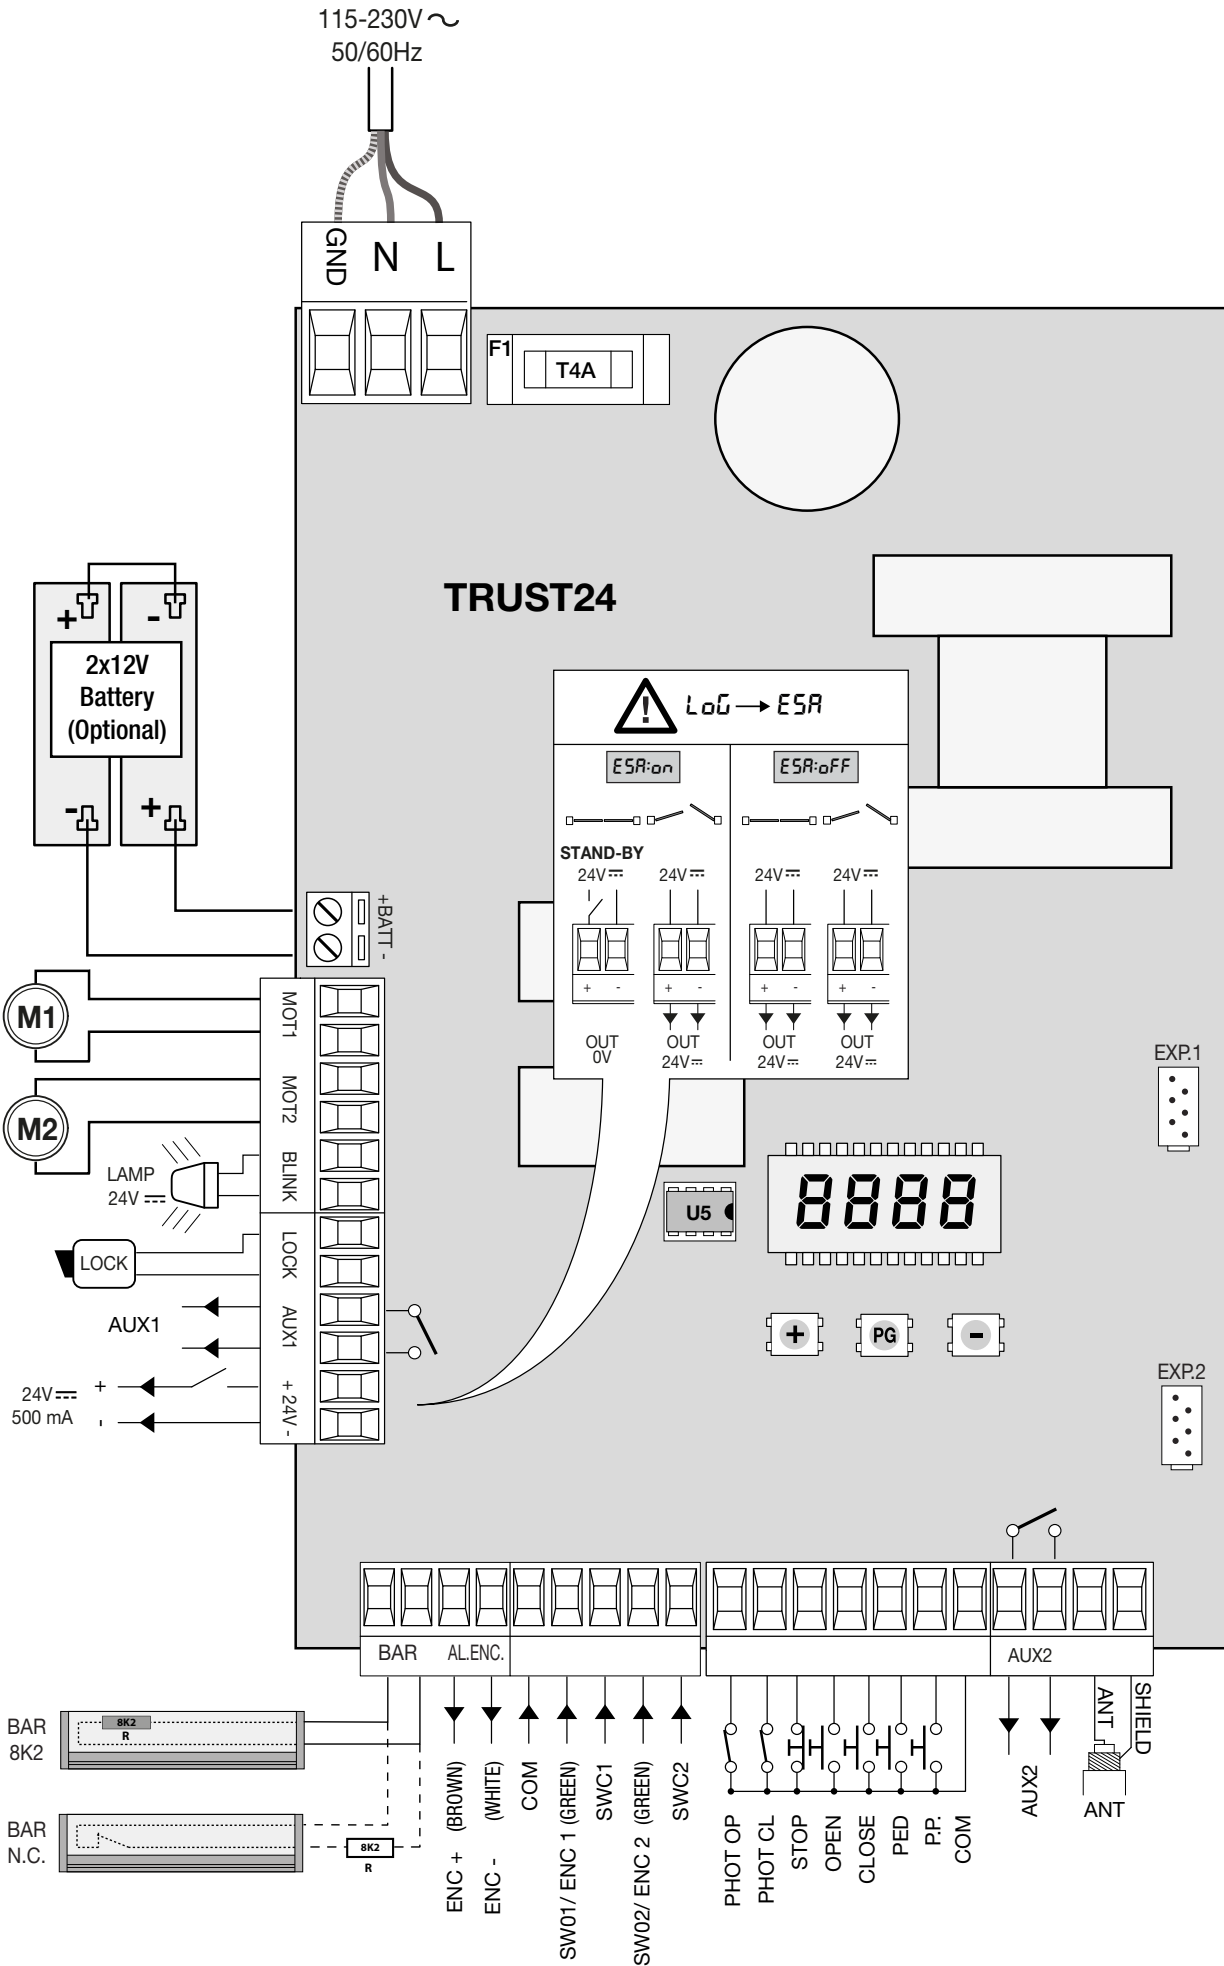 115-230V
50/60Hz
GND N L
F1
T4A
TRUST24
+ -
2x12V
Battery
(Optional)
- +
+BATT -
! LoG → ESA
ESA:on ESA:oFF
STAND-BY
24V 24V 24V 24V
+ - + - + - + -
OUT OUT OUT OUT
0V 24V 24V 24V
M1
MOT1
M2
MOT2
LAMP
24V
BLINK
LOCK
LOCK
AUX1
AUX1
24V +
500 mA -
+ 24V -
EXP.1
U5
8888
+ PG -
EXP.2
BAR AL.ENC. AUX2
BAR
8K2
8K2
R
BAR
N.C.
8K2
R
ENC + (BROWN)
ENC - (WHITE)
COM
SW01/ ENC 1 (GREEN)
SWC1
SW02/ ENC 2 (GREEN)
SWC2
PHOT OP
PHOT CL
STOP
OPEN
CLOSE
PED
P.P.
COM
AUX2
ANT
SHIELD
ANT